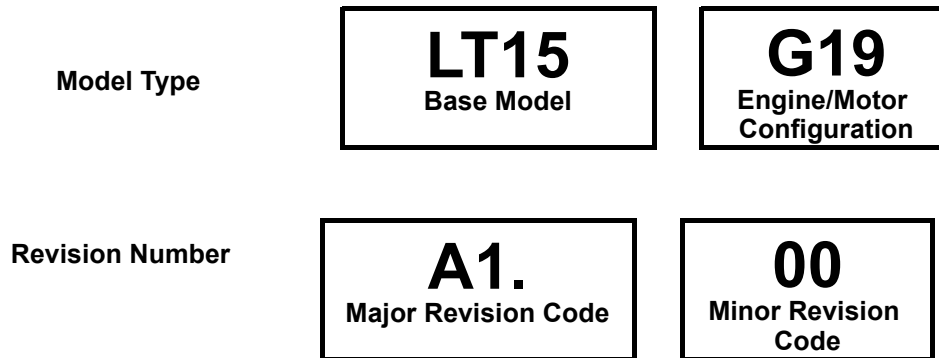 Model Type
LT15
Base Model
G19
Engine/Motor
Configuration
Revision Number
A1.
Major Revision Code
00
Minor Revision
Code